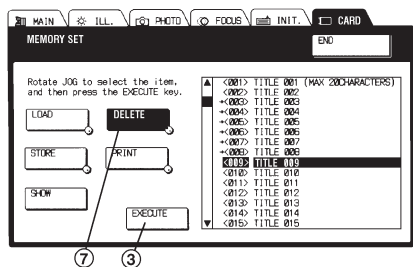 MAIN ILL. PHOTO FOCUS INIT. CARD
MEMORY SET
END
Rotate JOG to select the item,
and then press the EXECUTE key.
LOAD
DELETE
STORE
PRINT
SHOW
EXECUTE
<001> TITLE 001 (MAX 20CHARACTERS)
<002> TITLE 002
*<003> TITLE 003
*<004> TITLE 004
*<005> TITLE 005
*<006> TITLE 006
*<007> TITLE 007
*<008> TITLE 008
<009> TITLE 009
<010> TITLE 010
<011> TITLE 011
<012> TITLE 012
<013> TITLE 013
<014> TITLE 014
<015> TITLE 015
⑦ ③